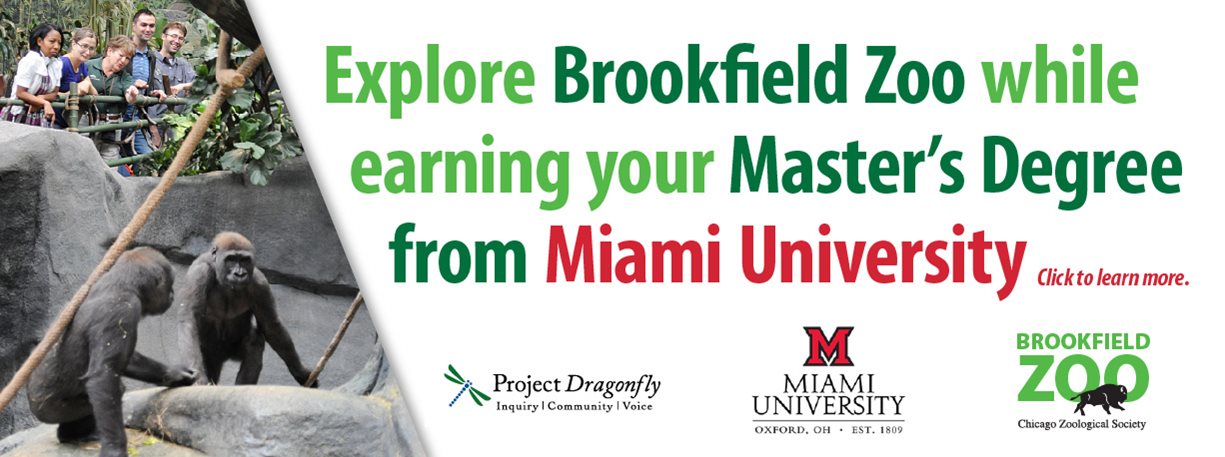 Explore Brookfield Zoo while
earning your Master's Degree
from Miami University
Click to learn more.
Project Dragonfly
Inquiry | Community | Voice
M
MIAMI
UNIVERSITY
OXFORD, OH • EST. 1809
BROOKFIELD
ZOO
Chicago Zoological Society